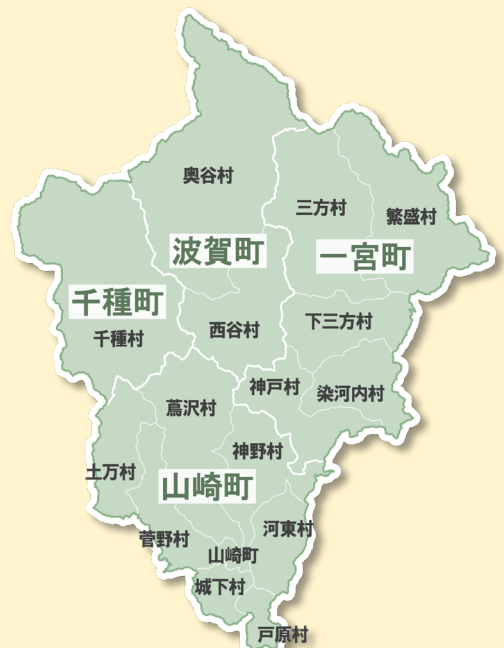 奥谷村
三方村
繁盛村
波賀町
一宮町
千種町
千種村
西谷村
下三方村
神戸村
染河内村
蔦沢村
神野村
土万村
山崎町
河東村
菅野村
山崎町
城下村
戸原村